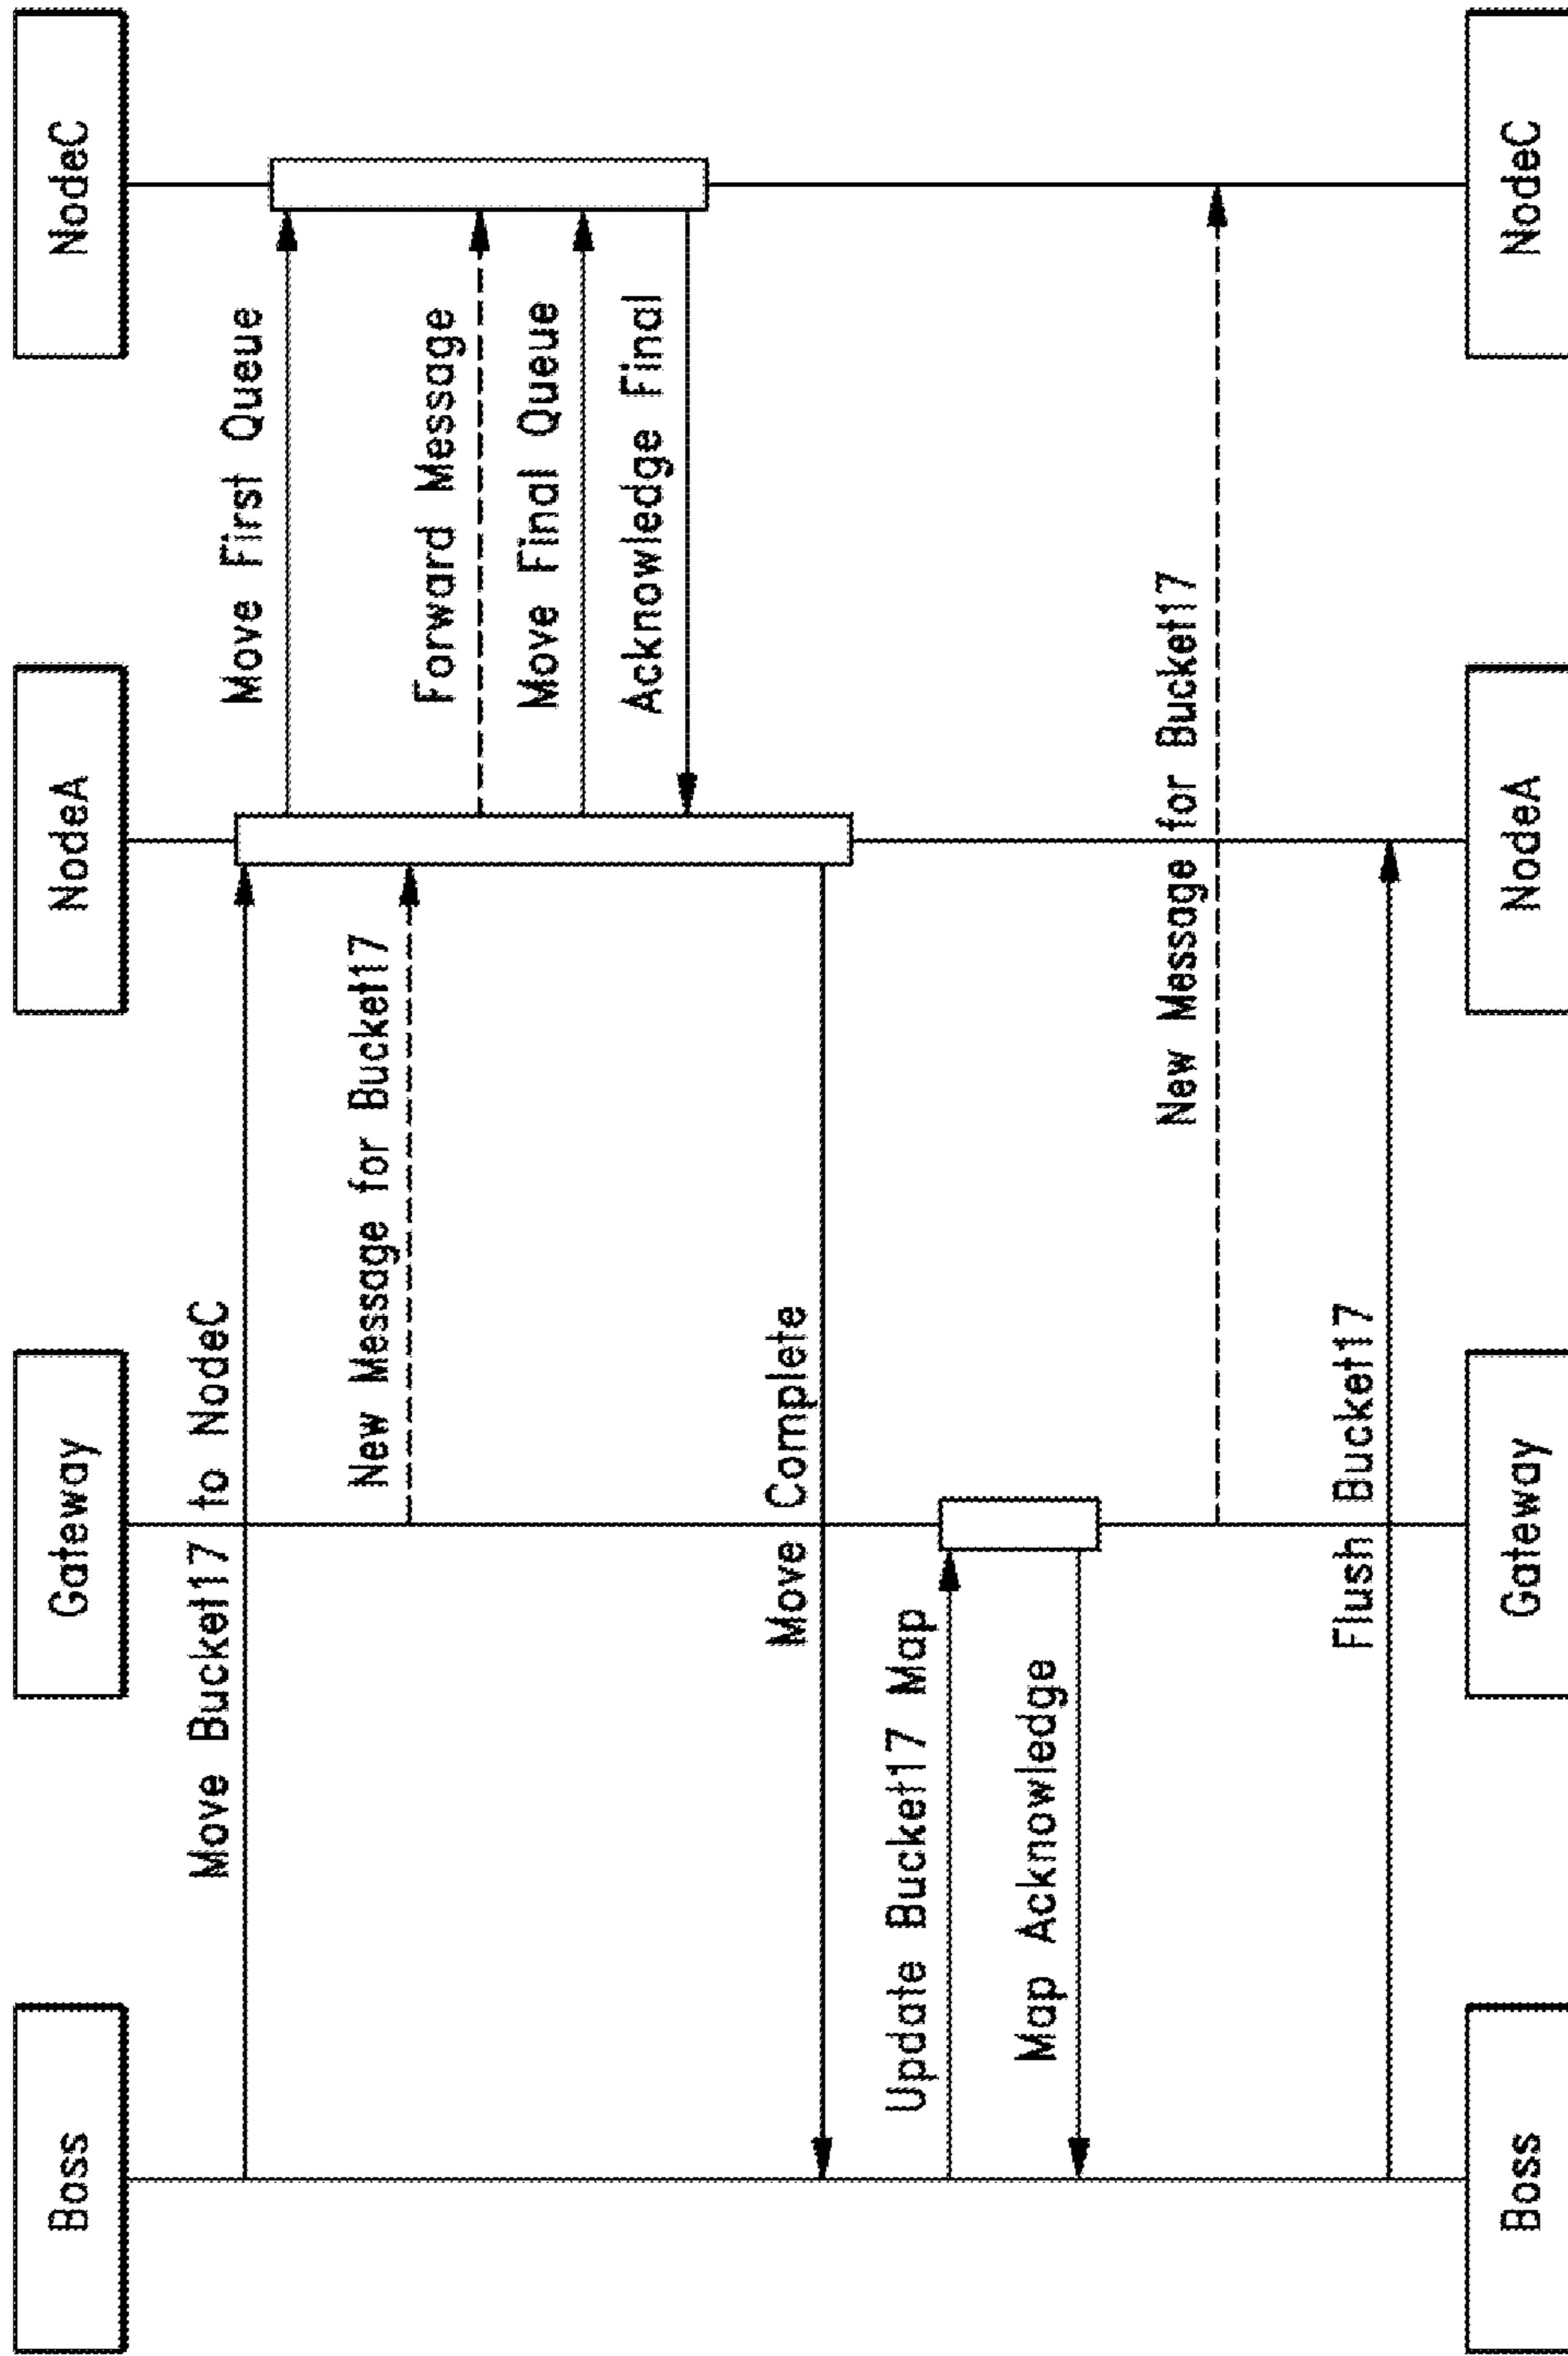 Boss
Gateway
NodeA
NodeC
Move Bucket17 to NodeC
Move First Queue
New Message for Bucket17
Forward Message
Move Final Queue
Acknowledge Final
Move Complete
Update Bucket17 Map
Map Acknowledge
New Message for Bucket17
Flush Bucket17
Boss
Gateway
NodeA
NodeC